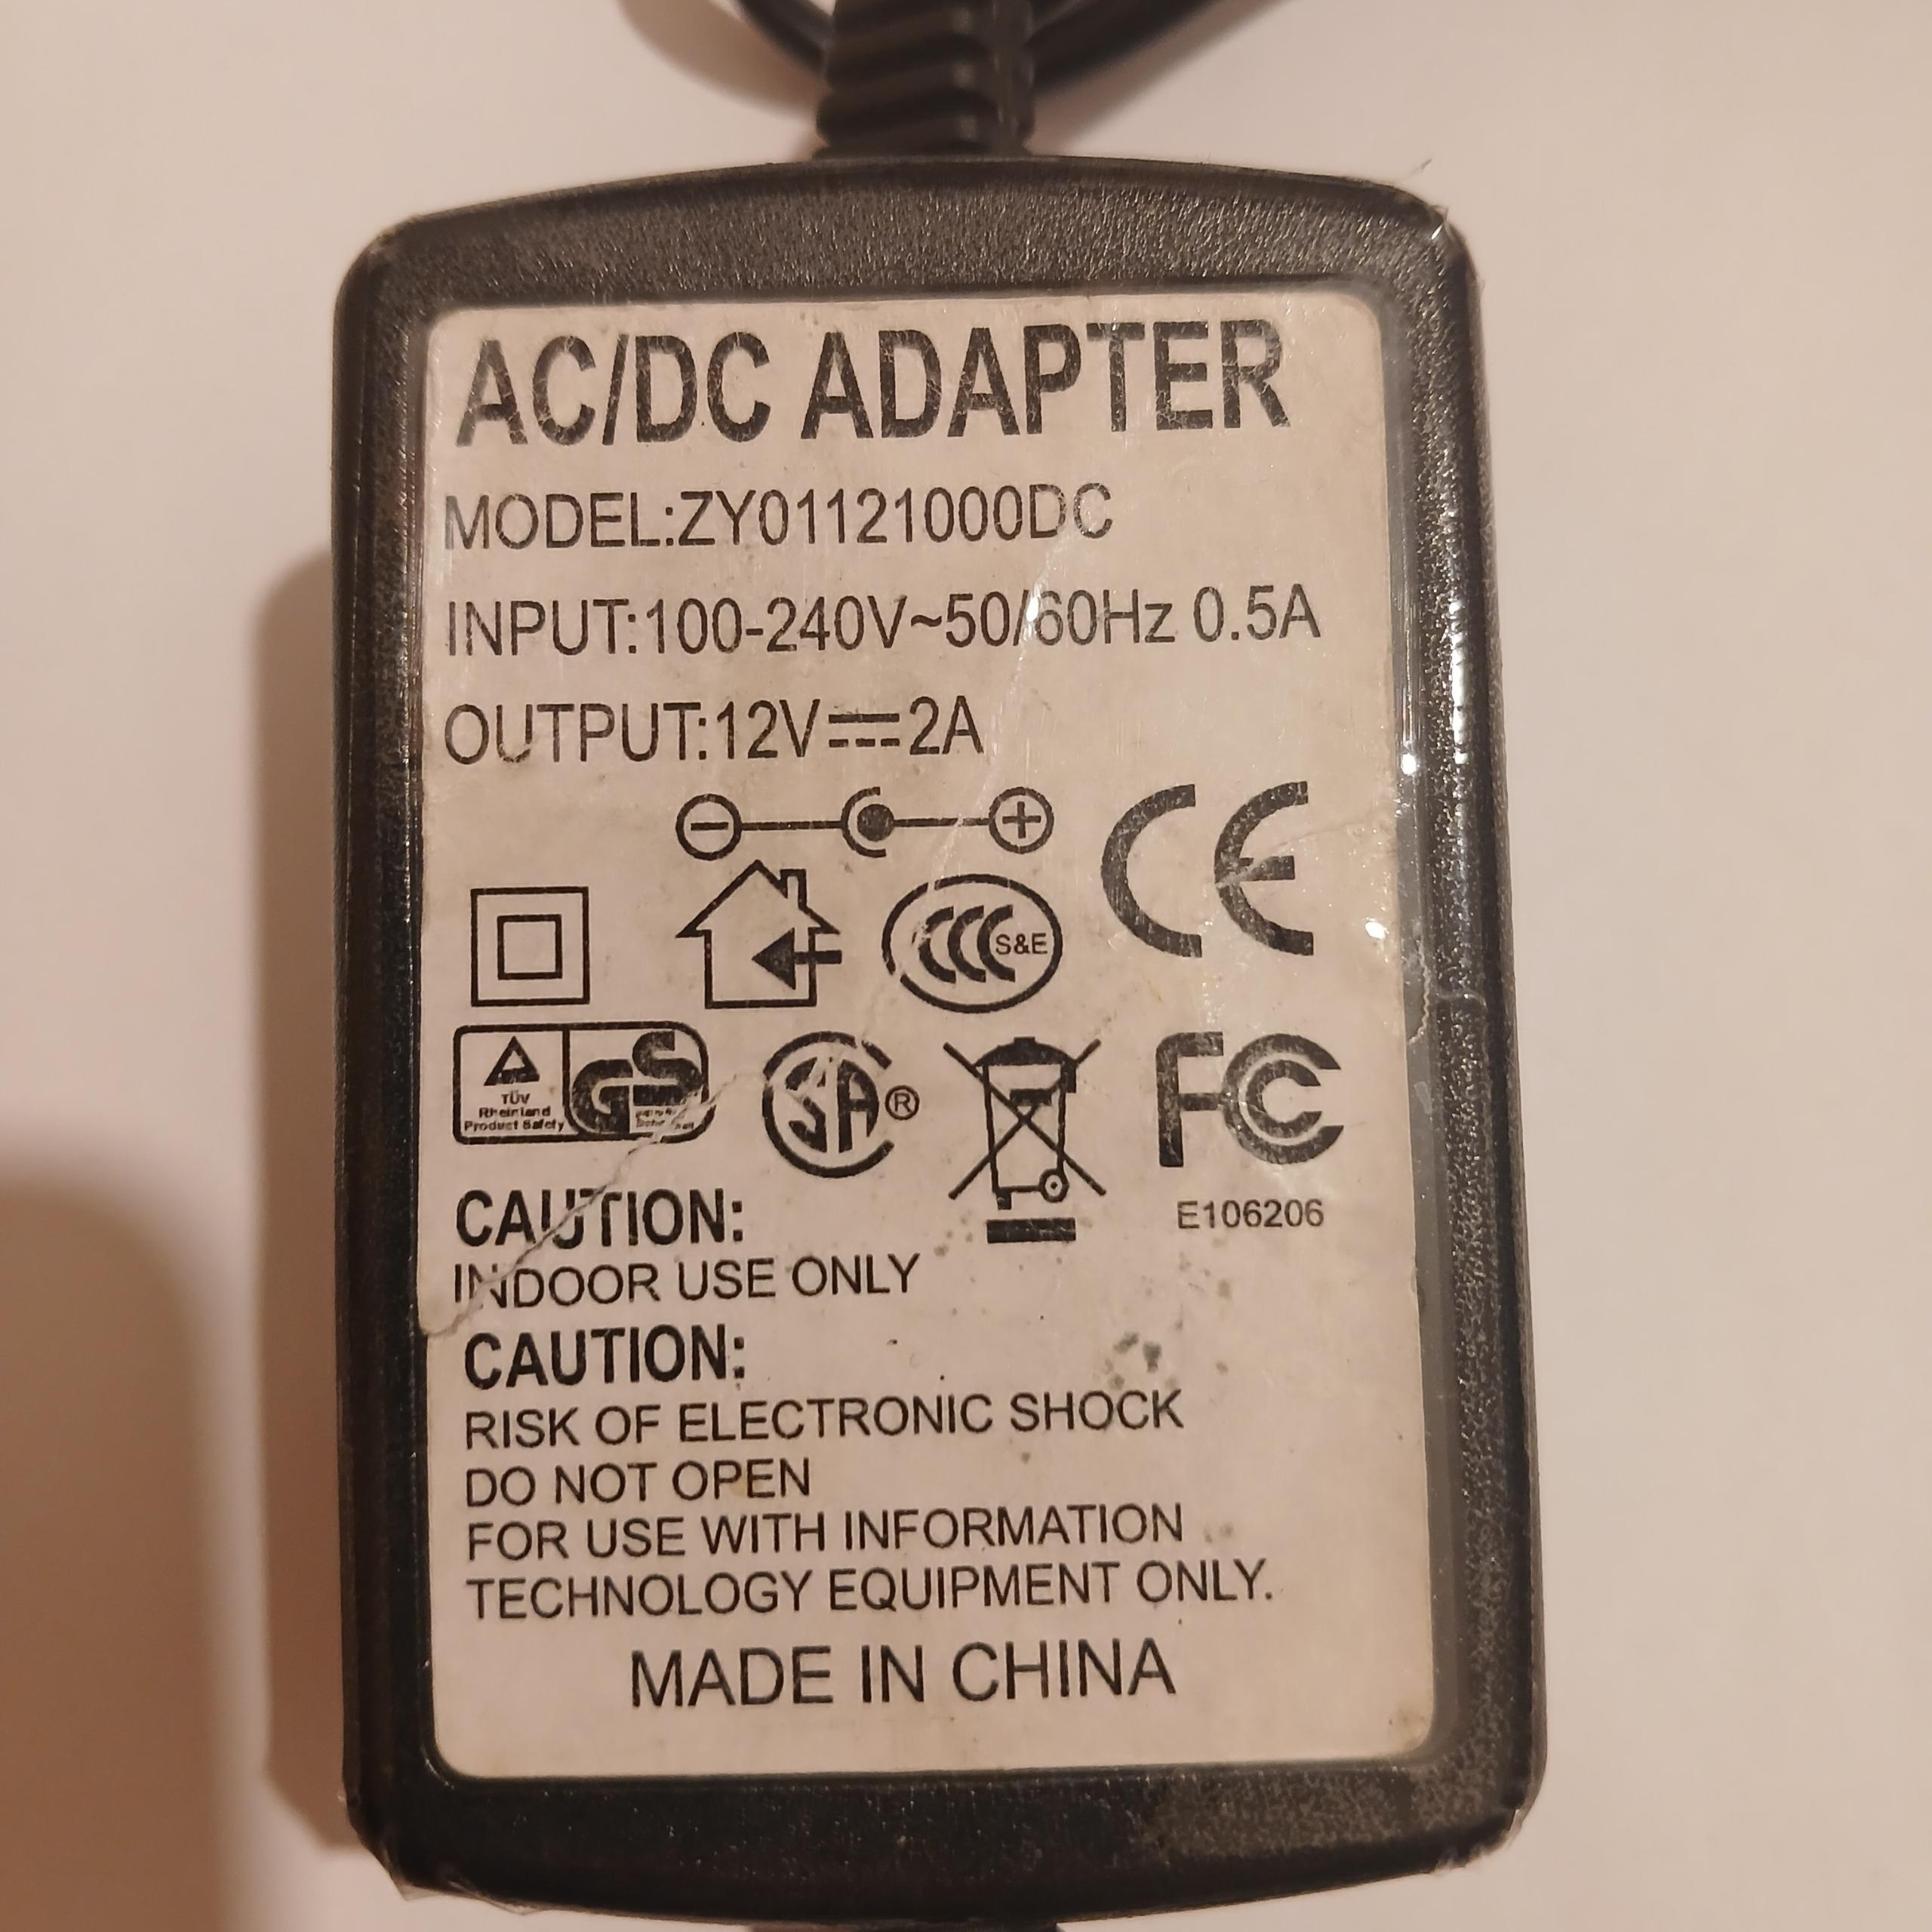 AC/DC ADAPTER
MODEL:ZY01121000DC
INPUT:100-240V~50/60Hz 0.5A
OUTPUT:12V⎓2A
CE
S&E
TÜV
Rheinland
Product Safety
GS
SA®
FC
E106206
CAUTION:
INDOOR USE ONLY
CAUTION:
RISK OF ELECTRONIC SHOCK
DO NOT OPEN
FOR USE WITH INFORMATION
TECHNOLOGY EQUIPMENT ONLY.
MADE IN CHINA